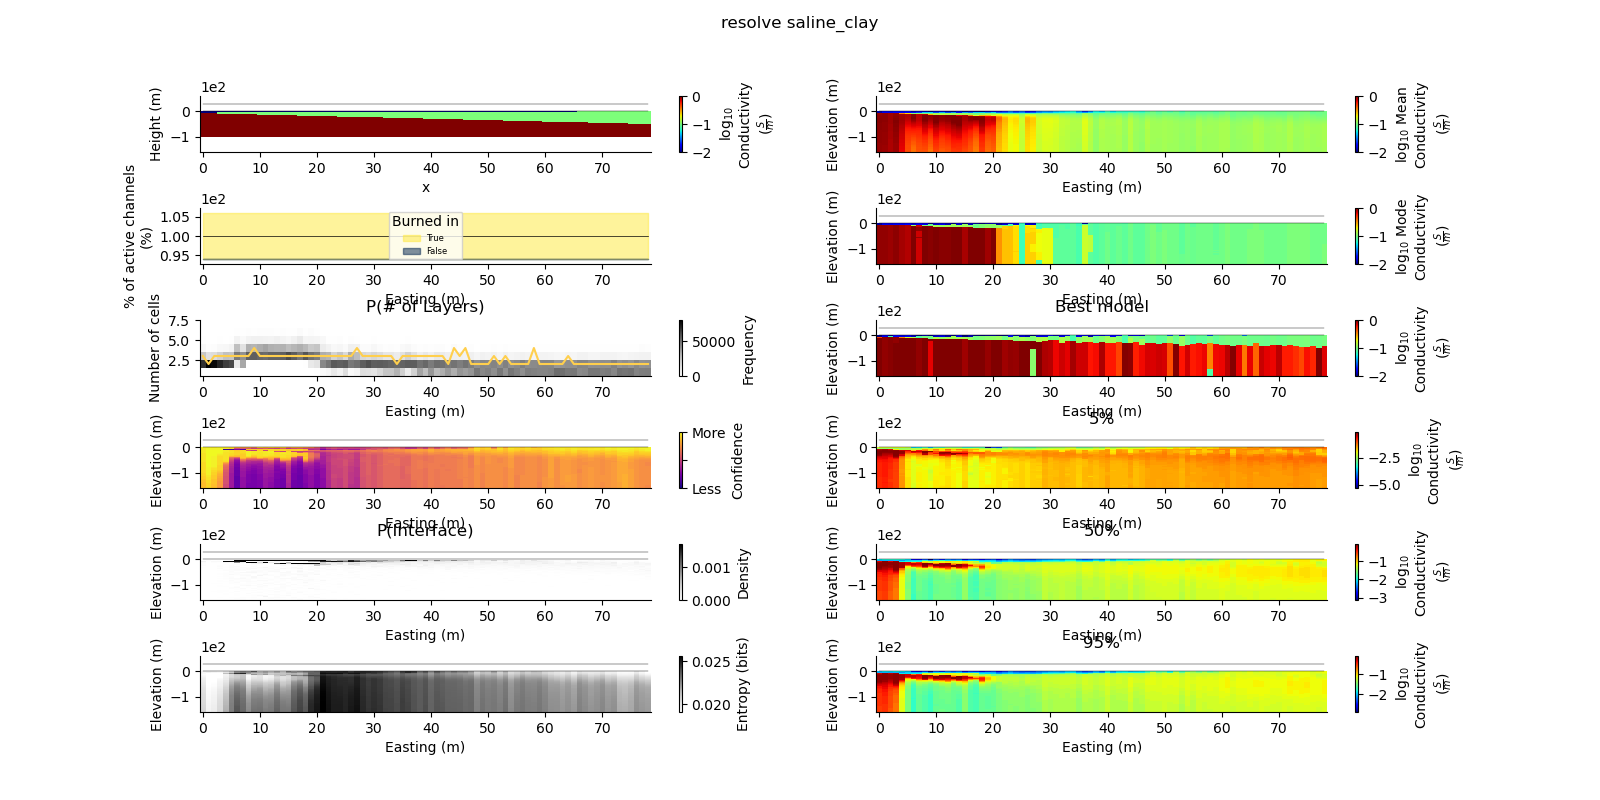 resolve saline_clay
1e2
Height (m)
0
−1
0 10 20 30 40 50 60 70
x
0
−1
−2
log₁₀
Conductivity
(S/m)
1e2
Elevation (m)
0
−1
0 10 20 30 40 50 60 70
Easting (m)
0
−1
−2
log₁₀ Mean
Conductivity
(S/m)
1e2
% of active channels
(%)
1.05
1.00
0.95
Burned in
True
False
0 10 20 30 40 50 60 70
Easting (m)
1e2
Elevation (m)
0
−1
0 10 20 30 40 50 60 70
Easting (m)
0
−1
−2
log₁₀ Mode
Conductivity
(S/m)
P(# of Layers)
Number of cells
7.5
5.0
2.5
0 10 20 30 40 50 60 70
Easting (m)
50000
0
Frequency
Best model
1e2
Elevation (m)
0
−1
0 10 20 30 40 50 60 70
Easting (m)
0
−1
−2
log₁₀
Conductivity
(S/m)
1e2
Elevation (m)
0
−1
0 10 20 30 40 50 60 70
Easting (m)
More
Less
Confidence
5%
1e2
Elevation (m)
0
−1
0 10 20 30 40 50 60 70
Easting (m)
−2.5
−5.0
log₁₀
Conductivity
(S/m)
P(Interface)
1e2
Elevation (m)
0
−1
0 10 20 30 40 50 60 70
Easting (m)
0.001
0.000
Density
50%
1e2
Elevation (m)
0
−1
0 10 20 30 40 50 60 70
Easting (m)
−1
−2
−3
log₁₀
Conductivity
(S/m)
1e2
Elevation (m)
0
−1
0 10 20 30 40 50 60 70
Easting (m)
0.025
0.020
Entropy (bits)
95%
1e2
Elevation (m)
0
−1
0 10 20 30 40 50 60 70
Easting (m)
−1
−2
log₁₀
Conductivity
(S/m)